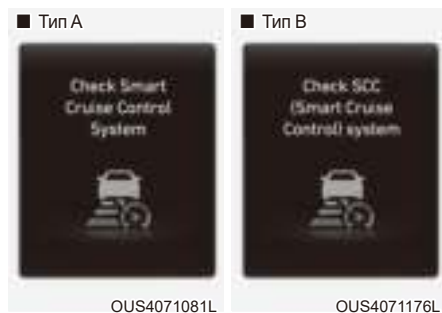 ■ Тип A
Check Smart
Cruise Control
System
OUS4071081L
■ Тип B
Check SCC
(Smart Cruise
Control) system
OUS4071176L